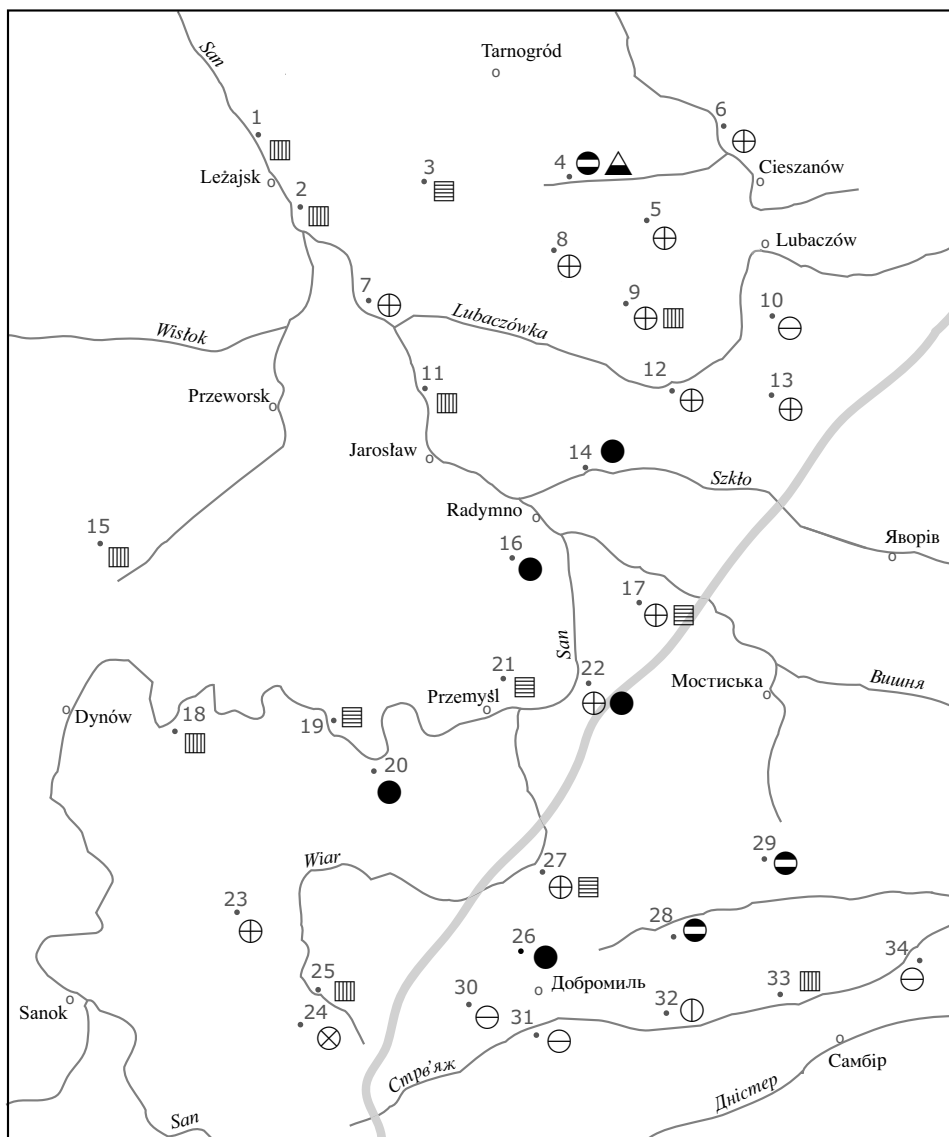 San
Tarnogród
1
6
Leżajsk
3
4
Cieszanów
2
5
8
Lubaczów
7
9
10
Lubaczówka
Wisłok
11
12
13
Przeworsk
Jarosław
14
Szkło
Radymno
15
16
Яворів
17
San
21
22
Мостиська
Вишня
Przemyśl
Dynów
18
19
20
29
Wiar
27
23
28
26
34
25
30
Добромиль
33
Sanok
24
31
32
Самбір
Стрв'яж
Дністер
San